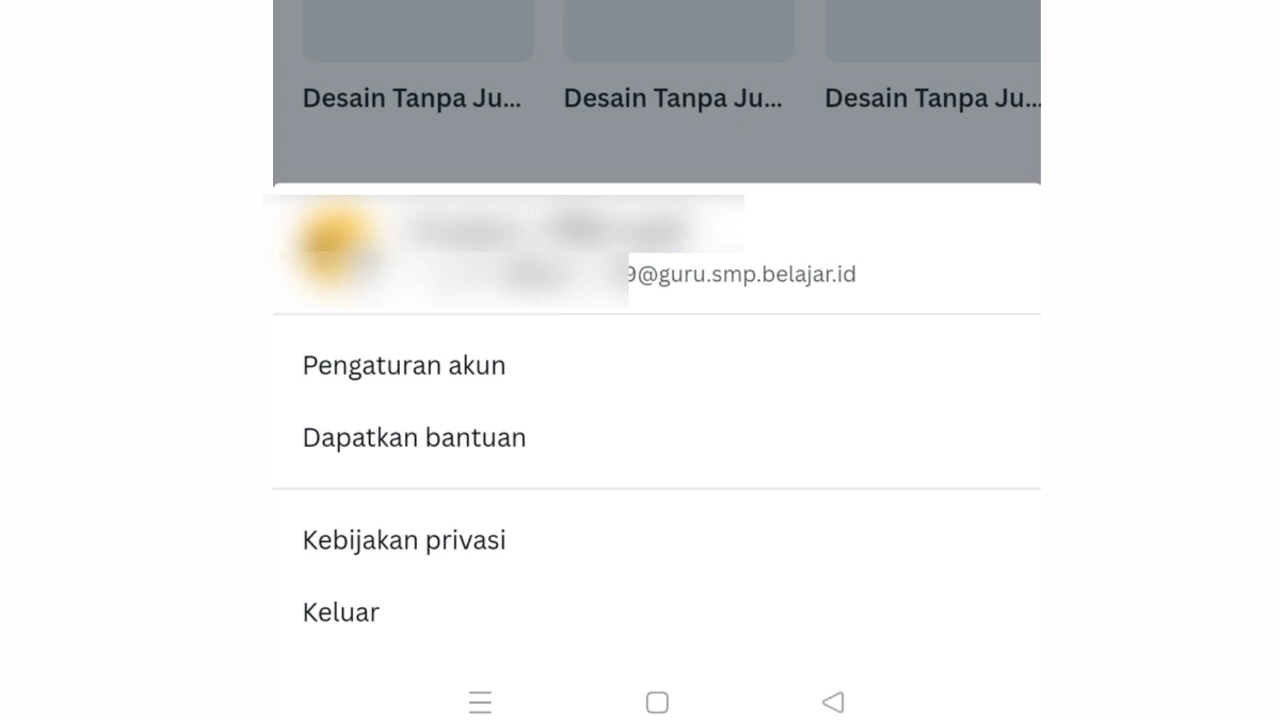 Desain Tanpa Ju... Desain Tanpa Ju... Desain Tanpa Ju...
9@guru.smp.belajar.id
Pengaturan akun
Dapatkan bantuan
Kebijakan privasi
Keluar